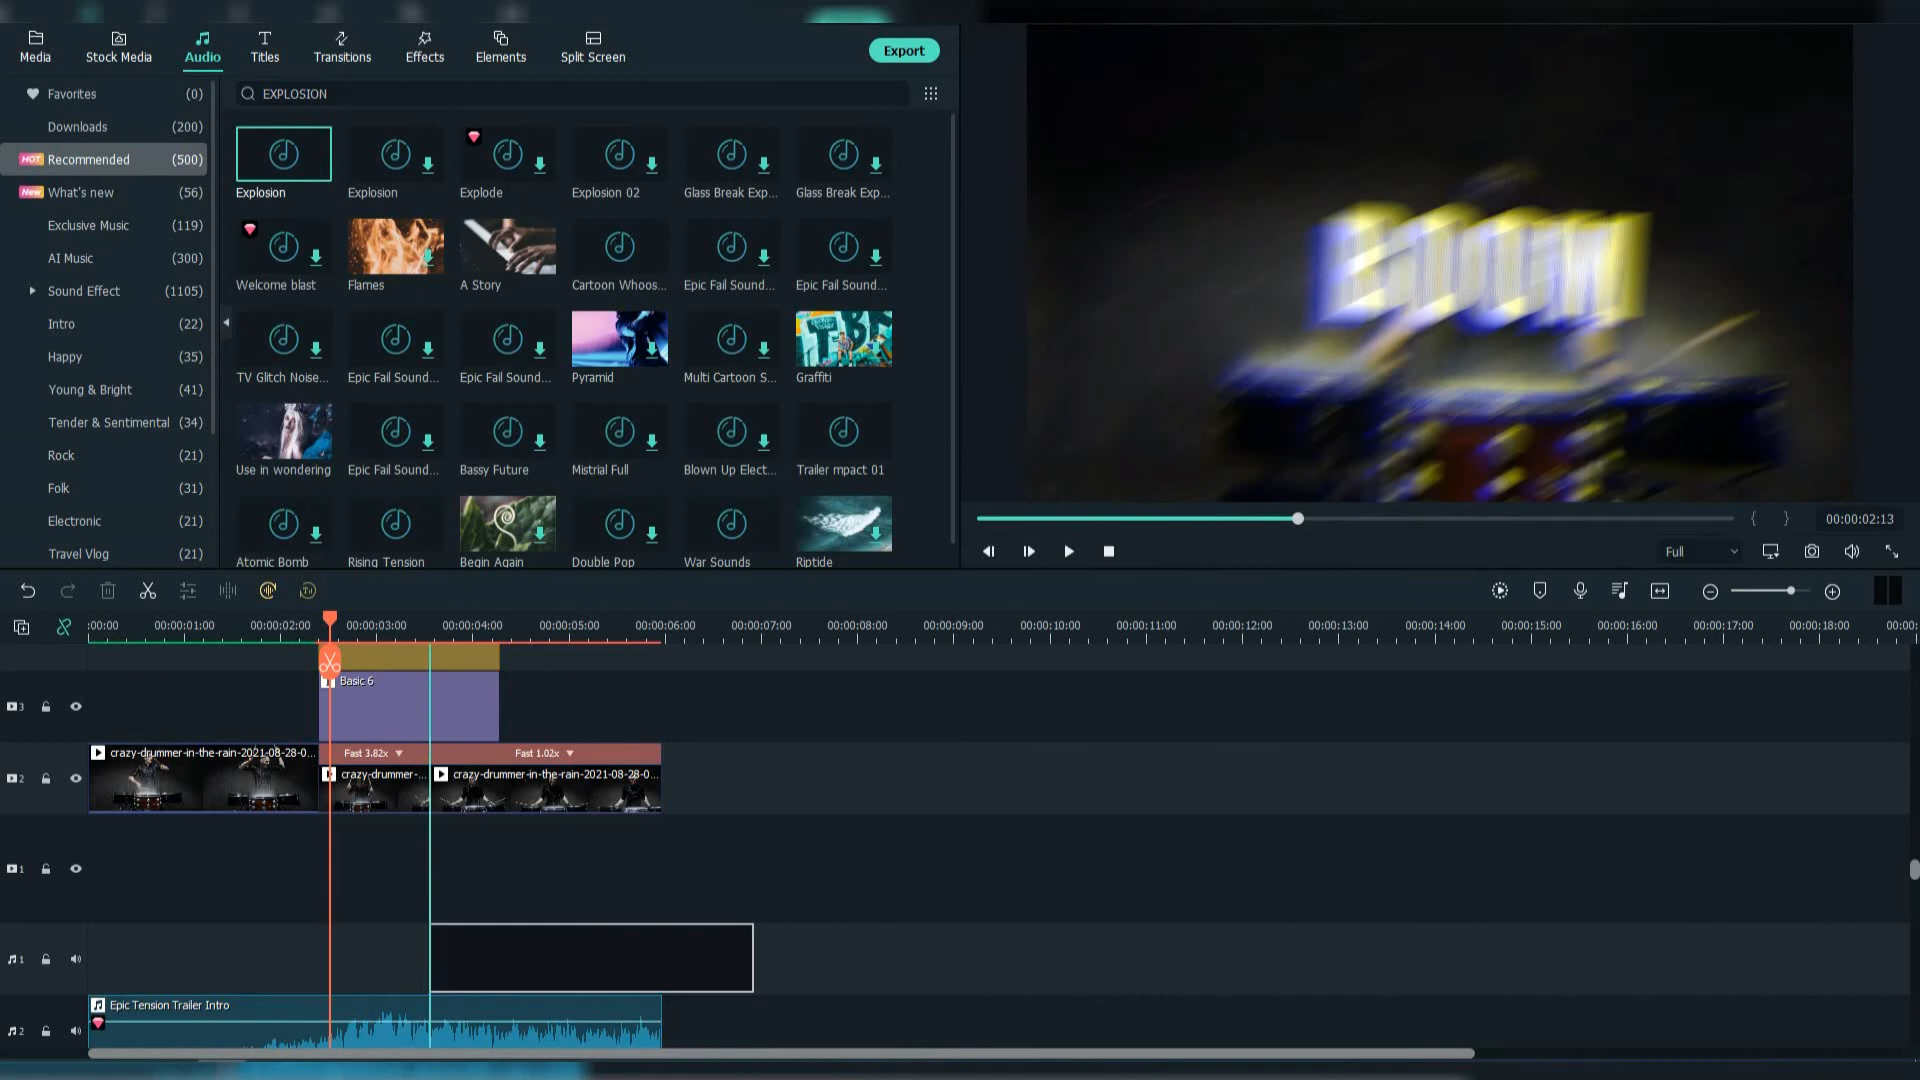 Media Stock Media Audio Titles Transitions Effects Elements Split Screen Export
Favorites (0)
Downloads (200)
HOT Recommended (500)
New What's new (56)
Exclusive Music (119)
AI Music (300)
Sound Effect (1105)
Intro (22)
Happy (35)
Young & Bright (41)
Tender & Sentimental (34)
Rock (21)
Folk (31)
Electronic (21)
Travel Vlog (21)
EXPLOSION
Explosion Explosion Explode Explosion 02 Glass Break Exp... Glass Break Exp...
Welcome blast Flames A Story Cartoon Whoos... Epic Fail Sound... Epic Fail Sound...
TV Glitch Noise... Epic Fail Sound... Epic Fail Sound... Pyramid Multi Cartoon S... Graffiti
Use in wondering Epic Fail Sound... Bassy Future Mistrial Full Blown Up Elect... Trailer mpact 01
Atomic Bomb Rising Tension Begin Again Double Pop War Sounds Riptide
{ } 00:00:02:13
Full
:00:00 00:00:01:00 00:00:02:00 00:00:03:00 00:00:04:00 00:00:05:00 00:00:06:00 00:00:07:00 00:00:08:00 00:00:09:00 00:00:10:00 00:00:11:00 00:00:12:00 00:00:13:00 00:00:14:00 00:00:15:00 00:00:16:00 00:00:17:00 00:00:18:00 00:00:
Basic 6
3
crazy-drummer-in-the-rain-2021-08-28-0... Fast 3.82x Fast 1.02x
crazy-drummer-... crazy-drummer-in-the-rain-2021-08-28-0...
2
1
1
Epic Tension Trailer Intro
2